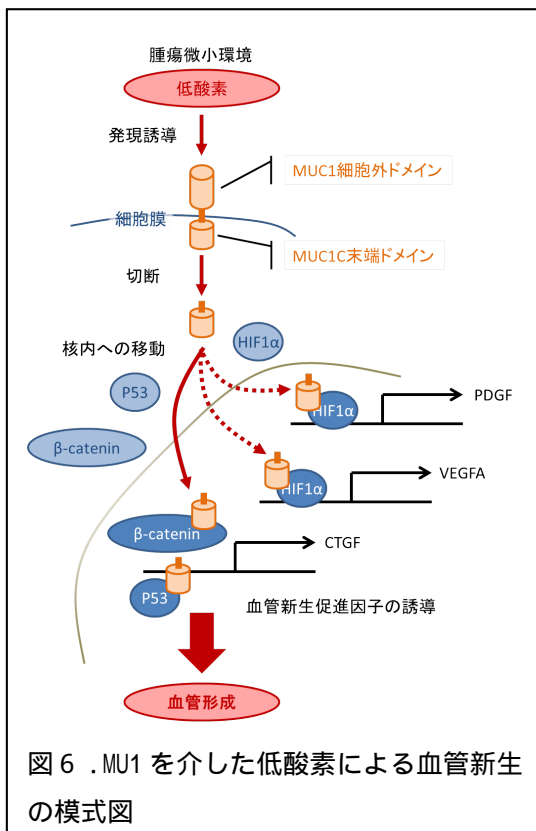 腫瘍微小環境
低酸素
発現誘導
MUC1細胞外ドメイン
細胞膜
MUC1C末端ドメイン
切断
核内への移動
HIF1α
P53
HIF1α
PDGF
β-catenin
HIF1α
VEGFA
β-catenin
CTGF
P53
血管新生促進因子の誘導
血管形成
図6.MU1を介した低酸素による血管新生
の模式図